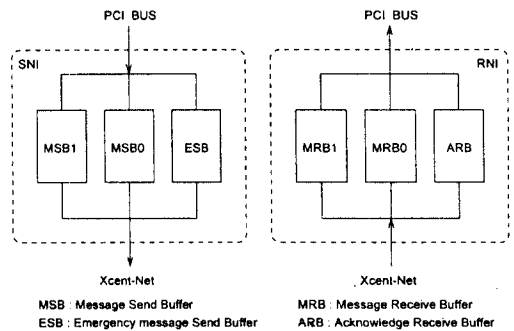 PCI BUS
SNI
MSB1
MSB0
ESB
Xcent-Net
MSB : Message Send Buffer
ESB : Emergency message Send Buffer
PCI BUS
RNI
MRB1
MRB0
ARB
Xcent-Net
MRB : Message Receive Buffer
ARB : Acknowledge Receive Buffer